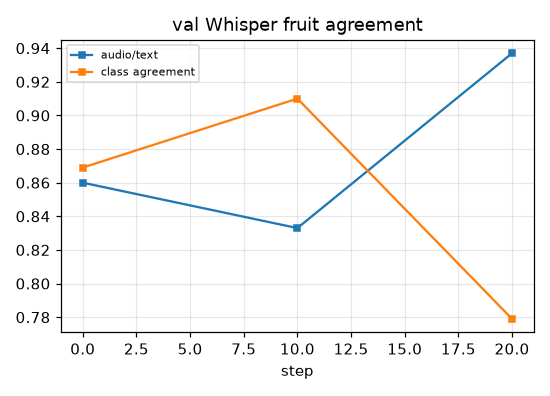 val Whisper fruit agreement
audio/text
class agreement
0.94
0.92
0.90
0.88
0.86
0.84
0.82
0.80
0.78
0.0 2.5 5.0 7.5 10.0 12.5 15.0 17.5 20.0
step